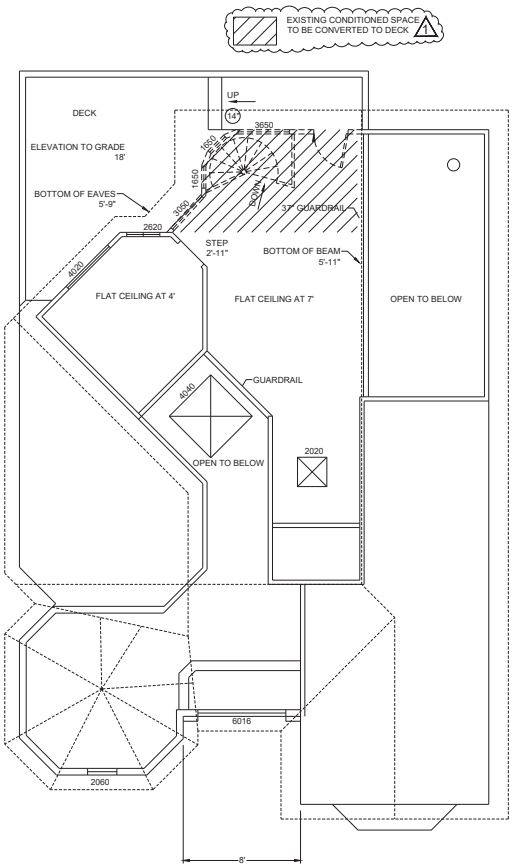 EXISTING CONDITIONED SPACE
TO BE CONVERTED TO DECK
1
UP
14"
DECK
3650
1650
ELEVATION TO GRADE
18'
1650
DOWN
BOTTOM OF EAVES
5'-9"
3050
37" GUARDRAIL
2620
STEP
2'-11"
BOTTOM OF BEAM
5'-11"
4020
FLAT CEILING AT 4'
FLAT CEILING AT 7'
OPEN TO BELOW
GUARDRAIL
4040
2020
OPEN TO BELOW
6016
2060
8'